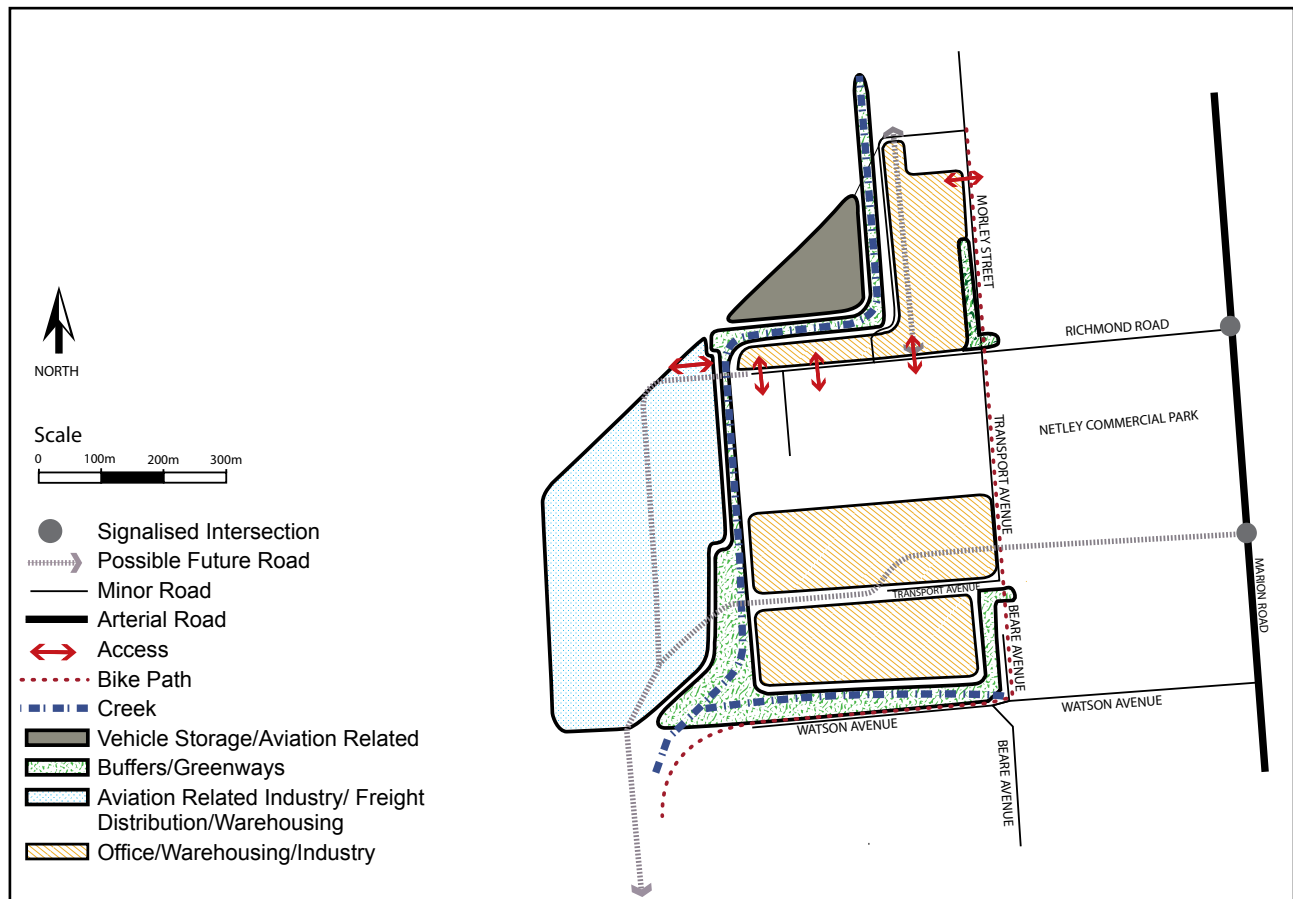 MORLEY STREET
RICHMOND ROAD
NORTH
NETLEY COMMERCIAL PARK
TRANSPORT AVENUE
Scale
0 100m 200m 300m
Signalised Intersection
Possible Future Road
Minor Road
Arterial Road
Access
Bike Path
Creek
Vehicle Storage/Aviation Related
Buffers/Greenways
Aviation Related Industry/ Freight
Distribution/Warehousing
Office/Warehousing/Industry
TRANSPORT AVENUE
BEARE AVENUE
MARION ROAD
WATSON AVENUE
WATSON AVENUE
BEARE AVENUE